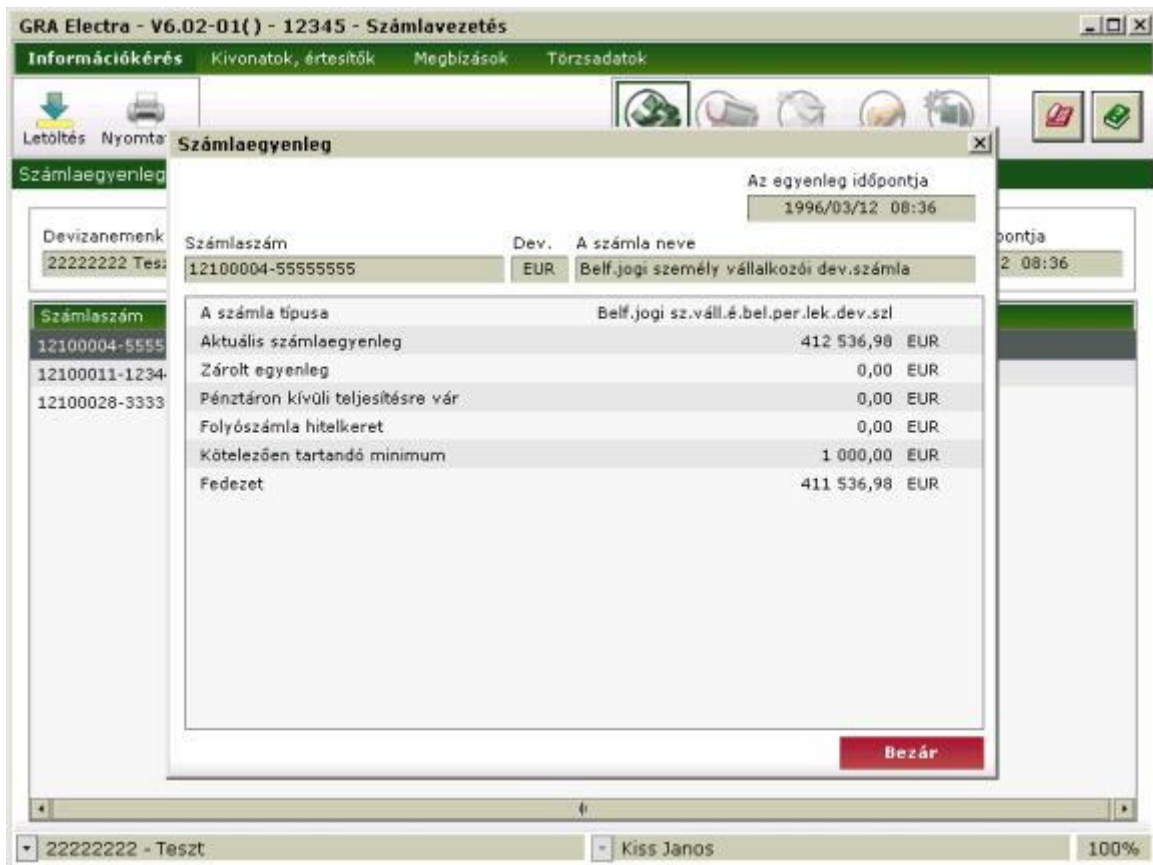 GRA Electra - V6.02-01( ) - 12345 - Számlavezetés
Információkérés Kivonatok, értesítők Megbízások Törzsadatok
Letöltés Nyomta
Számlaegyenleg
Számlaegyenleg
Az egyenleg időpontja
1996/03/12 08:36
Devizanemenk
22222222 Tesz
pontja
2 08:36
Számlaszám Dev. A számla neve
12100004-55555555 EUR Belf.jogi személy vállalkozói dev.számla
Számlaszám
12100004-5555
12100011-1234
12100028-3333
A számla típusa Belf.jogi sz.váll.é.bel.per.lek.dev.szl
Aktuális számlaegyenleg 412 536,98 EUR
Zárolt egyenleg 0,00 EUR
Pénztáron kívüli teljesítésre vár 0,00 EUR
Folyószámla hitelkeret 0,00 EUR
Kötelezően tartandó minimum 1 000,00 EUR
Fedezet 411 536,98 EUR
Bezár
22222222 - Teszt Kiss Janos 100%